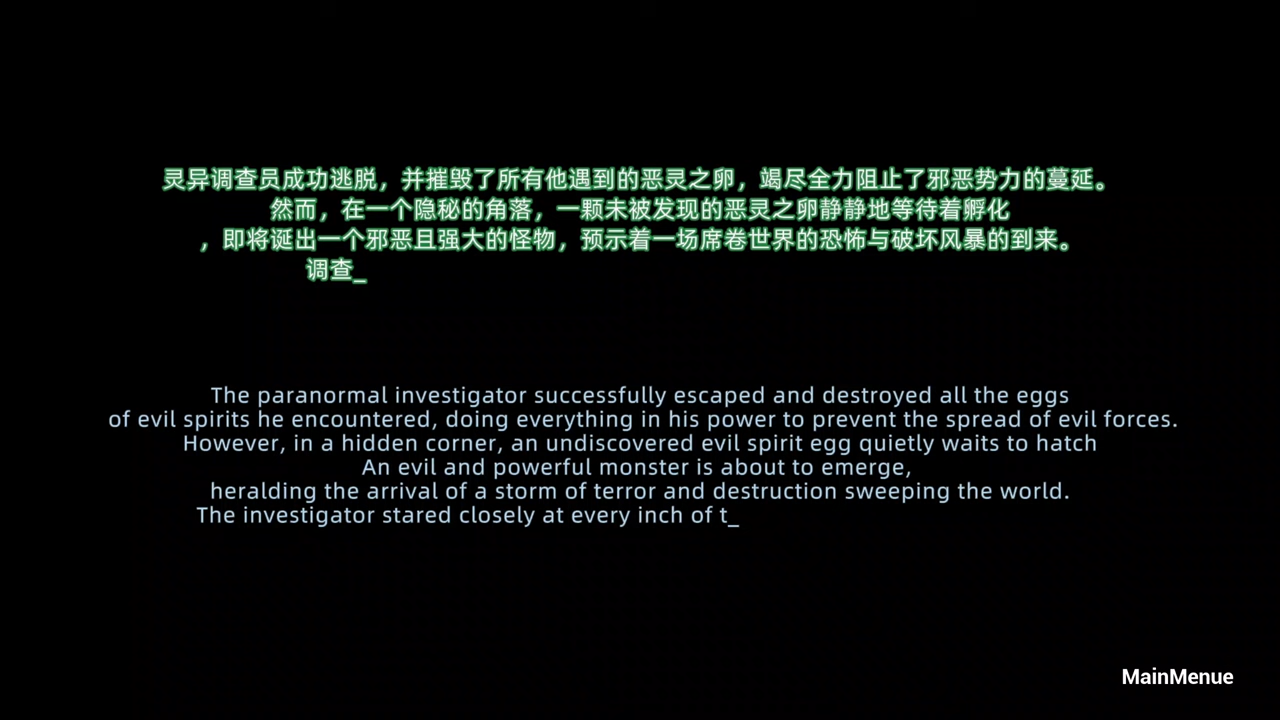 灵异调查员成功逃脱，并摧毁了所有他遇到的恶灵之卵，竭尽全力阻止了邪恶势力的蔓延。
然而，在一个隐秘的角落，一颗未被发现的恶灵之卵静静地等待着孵化
，即将诞出一个邪恶且强大的怪物，预示着一场席卷世界的恐怖与破坏风暴的到来。
调查_
The paranormal investigator successfully escaped and destroyed all the eggs
of evil spirits he encountered, doing everything in his power to prevent the spread of evil forces.
However, in a hidden corner, an undiscovered evil spirit egg quietly waits to hatch
An evil and powerful monster is about to emerge,
heralding the arrival of a storm of terror and destruction sweeping the world.
The investigator stared closely at every inch of t_
MainMenue